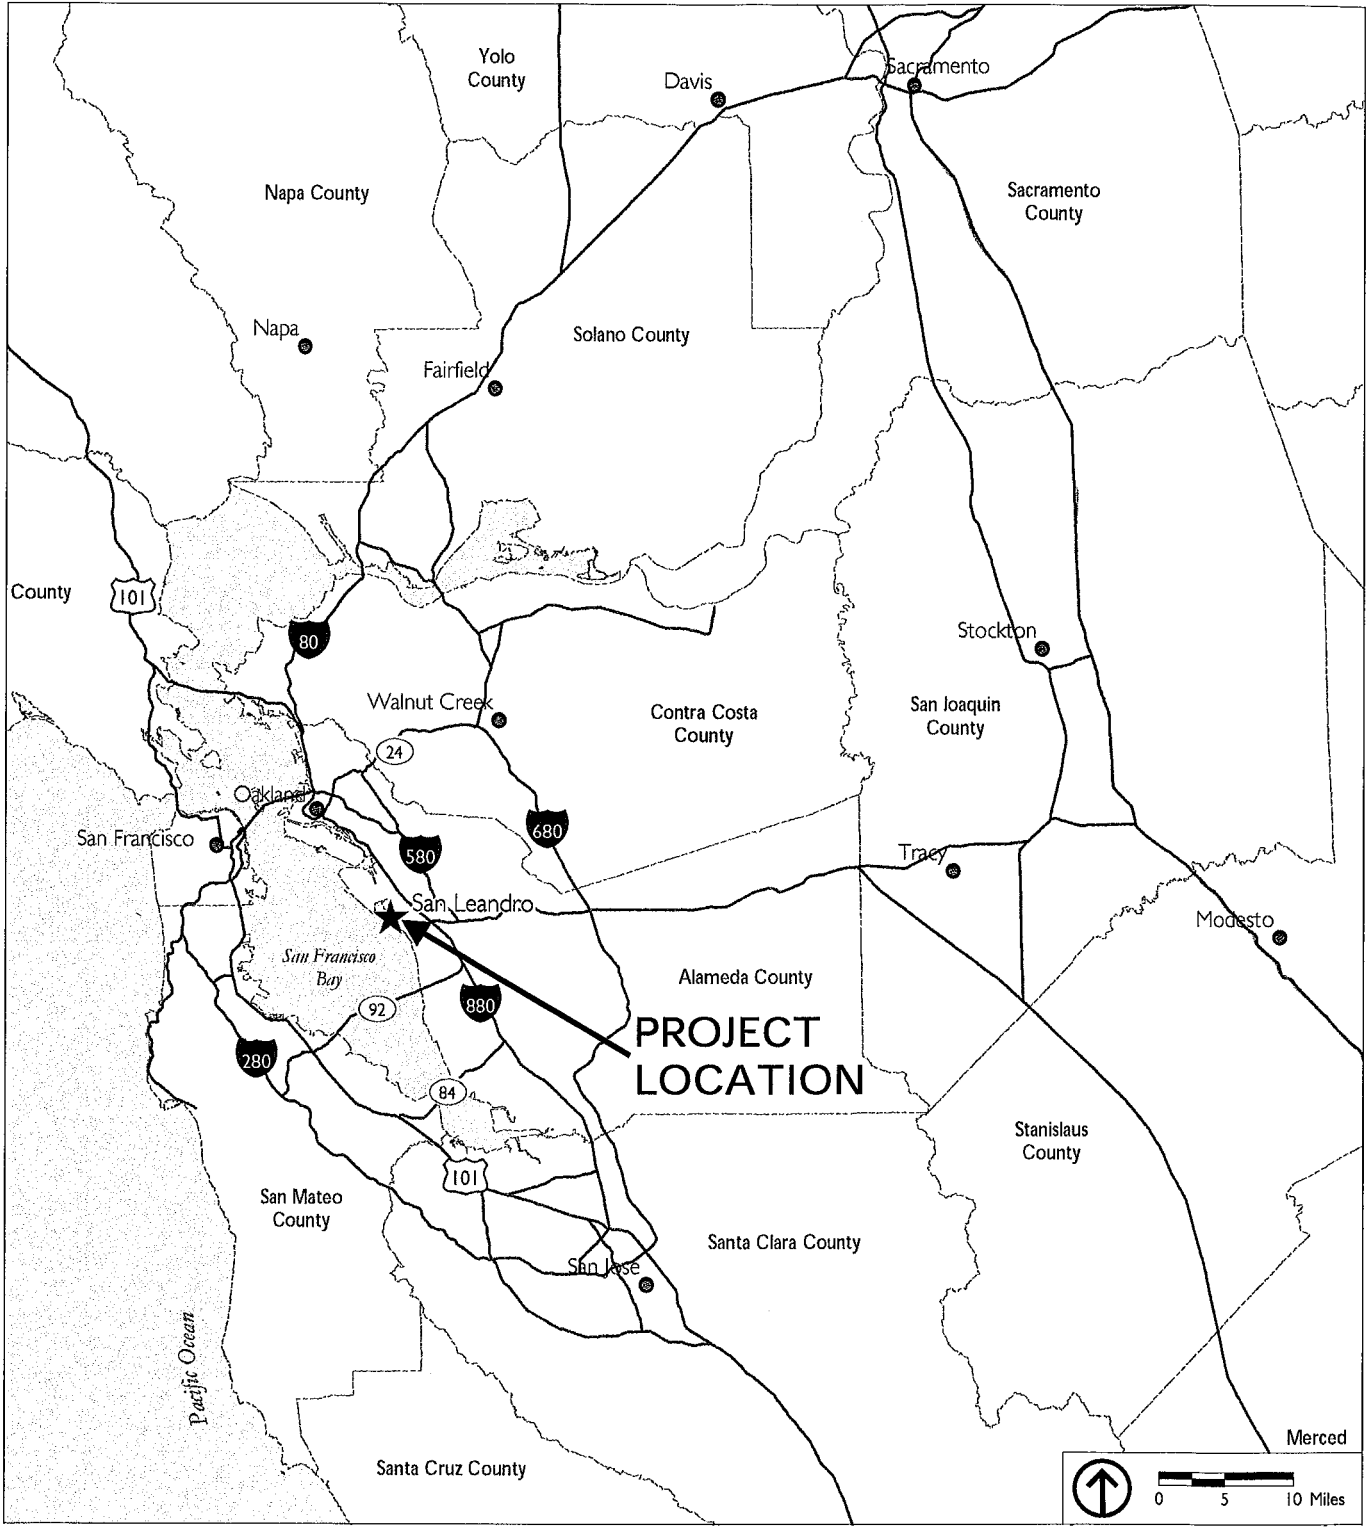 Yolo
County
Davis
Sacramento
Napa County
Sacramento
County
Napa
Solano County
Fairfield
County
101
80
Stockton
Walnut Creek
Contra Costa
County
San Joaquin
County
24
Oakland
San Francisco
680
580
Tracy
San Leandro
Modesto
San Francisco
Bay
Alameda County
92
880
PROJECT
LOCATION
280
84
Stanislaus
County
101
San Mateo
County
Santa Clara County
San Jose
Pacific Ocean
Merced
Santa Cruz County
0 5 10 Miles